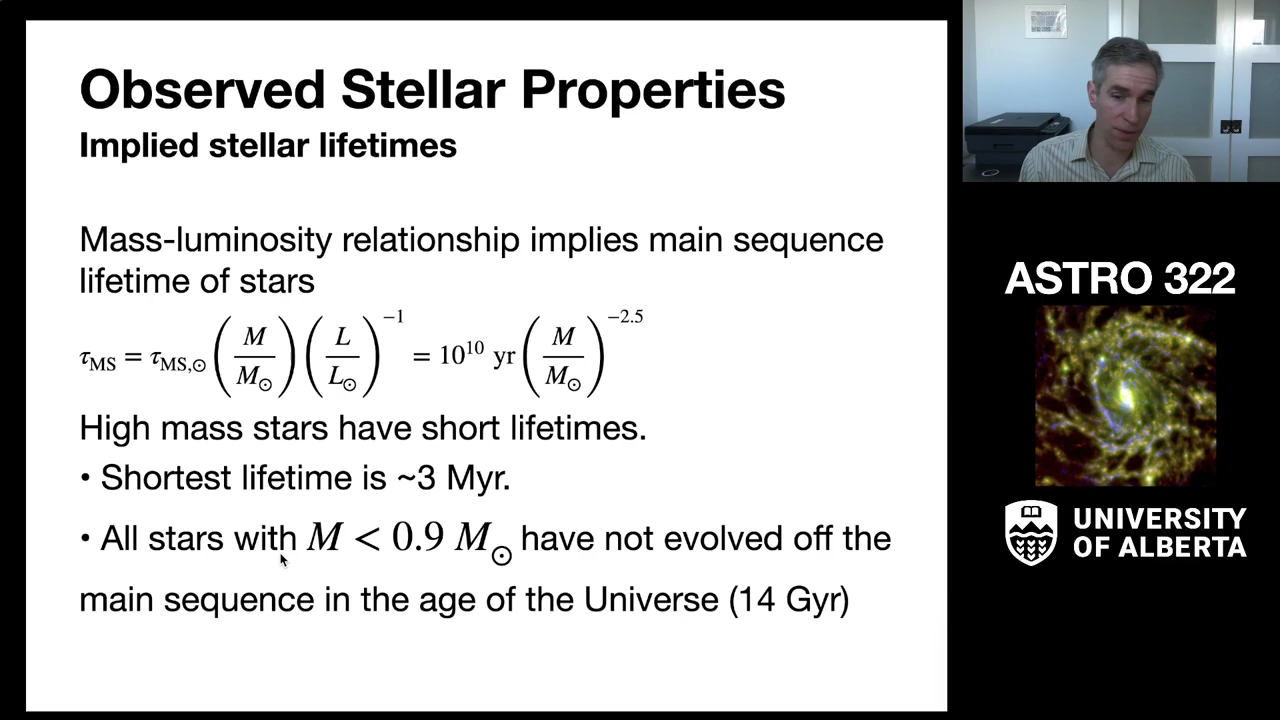 Observed Stellar Properties
Implied stellar lifetimes
Mass-luminosity relationship implies main sequence
lifetime of stars
τ_MS = τ_MS,⊙ (M/M_⊙) (L/L_⊙)^−1 = 10^10 yr (M/M_⊙)^−2.5
High mass stars have short lifetimes.
• Shortest lifetime is ~3 Myr.
• All stars with M < 0.9 M_⊙ have not evolved off the
main sequence in the age of the Universe (14 Gyr)
ASTRO 322
UNIVERSITY
OF ALBERTA